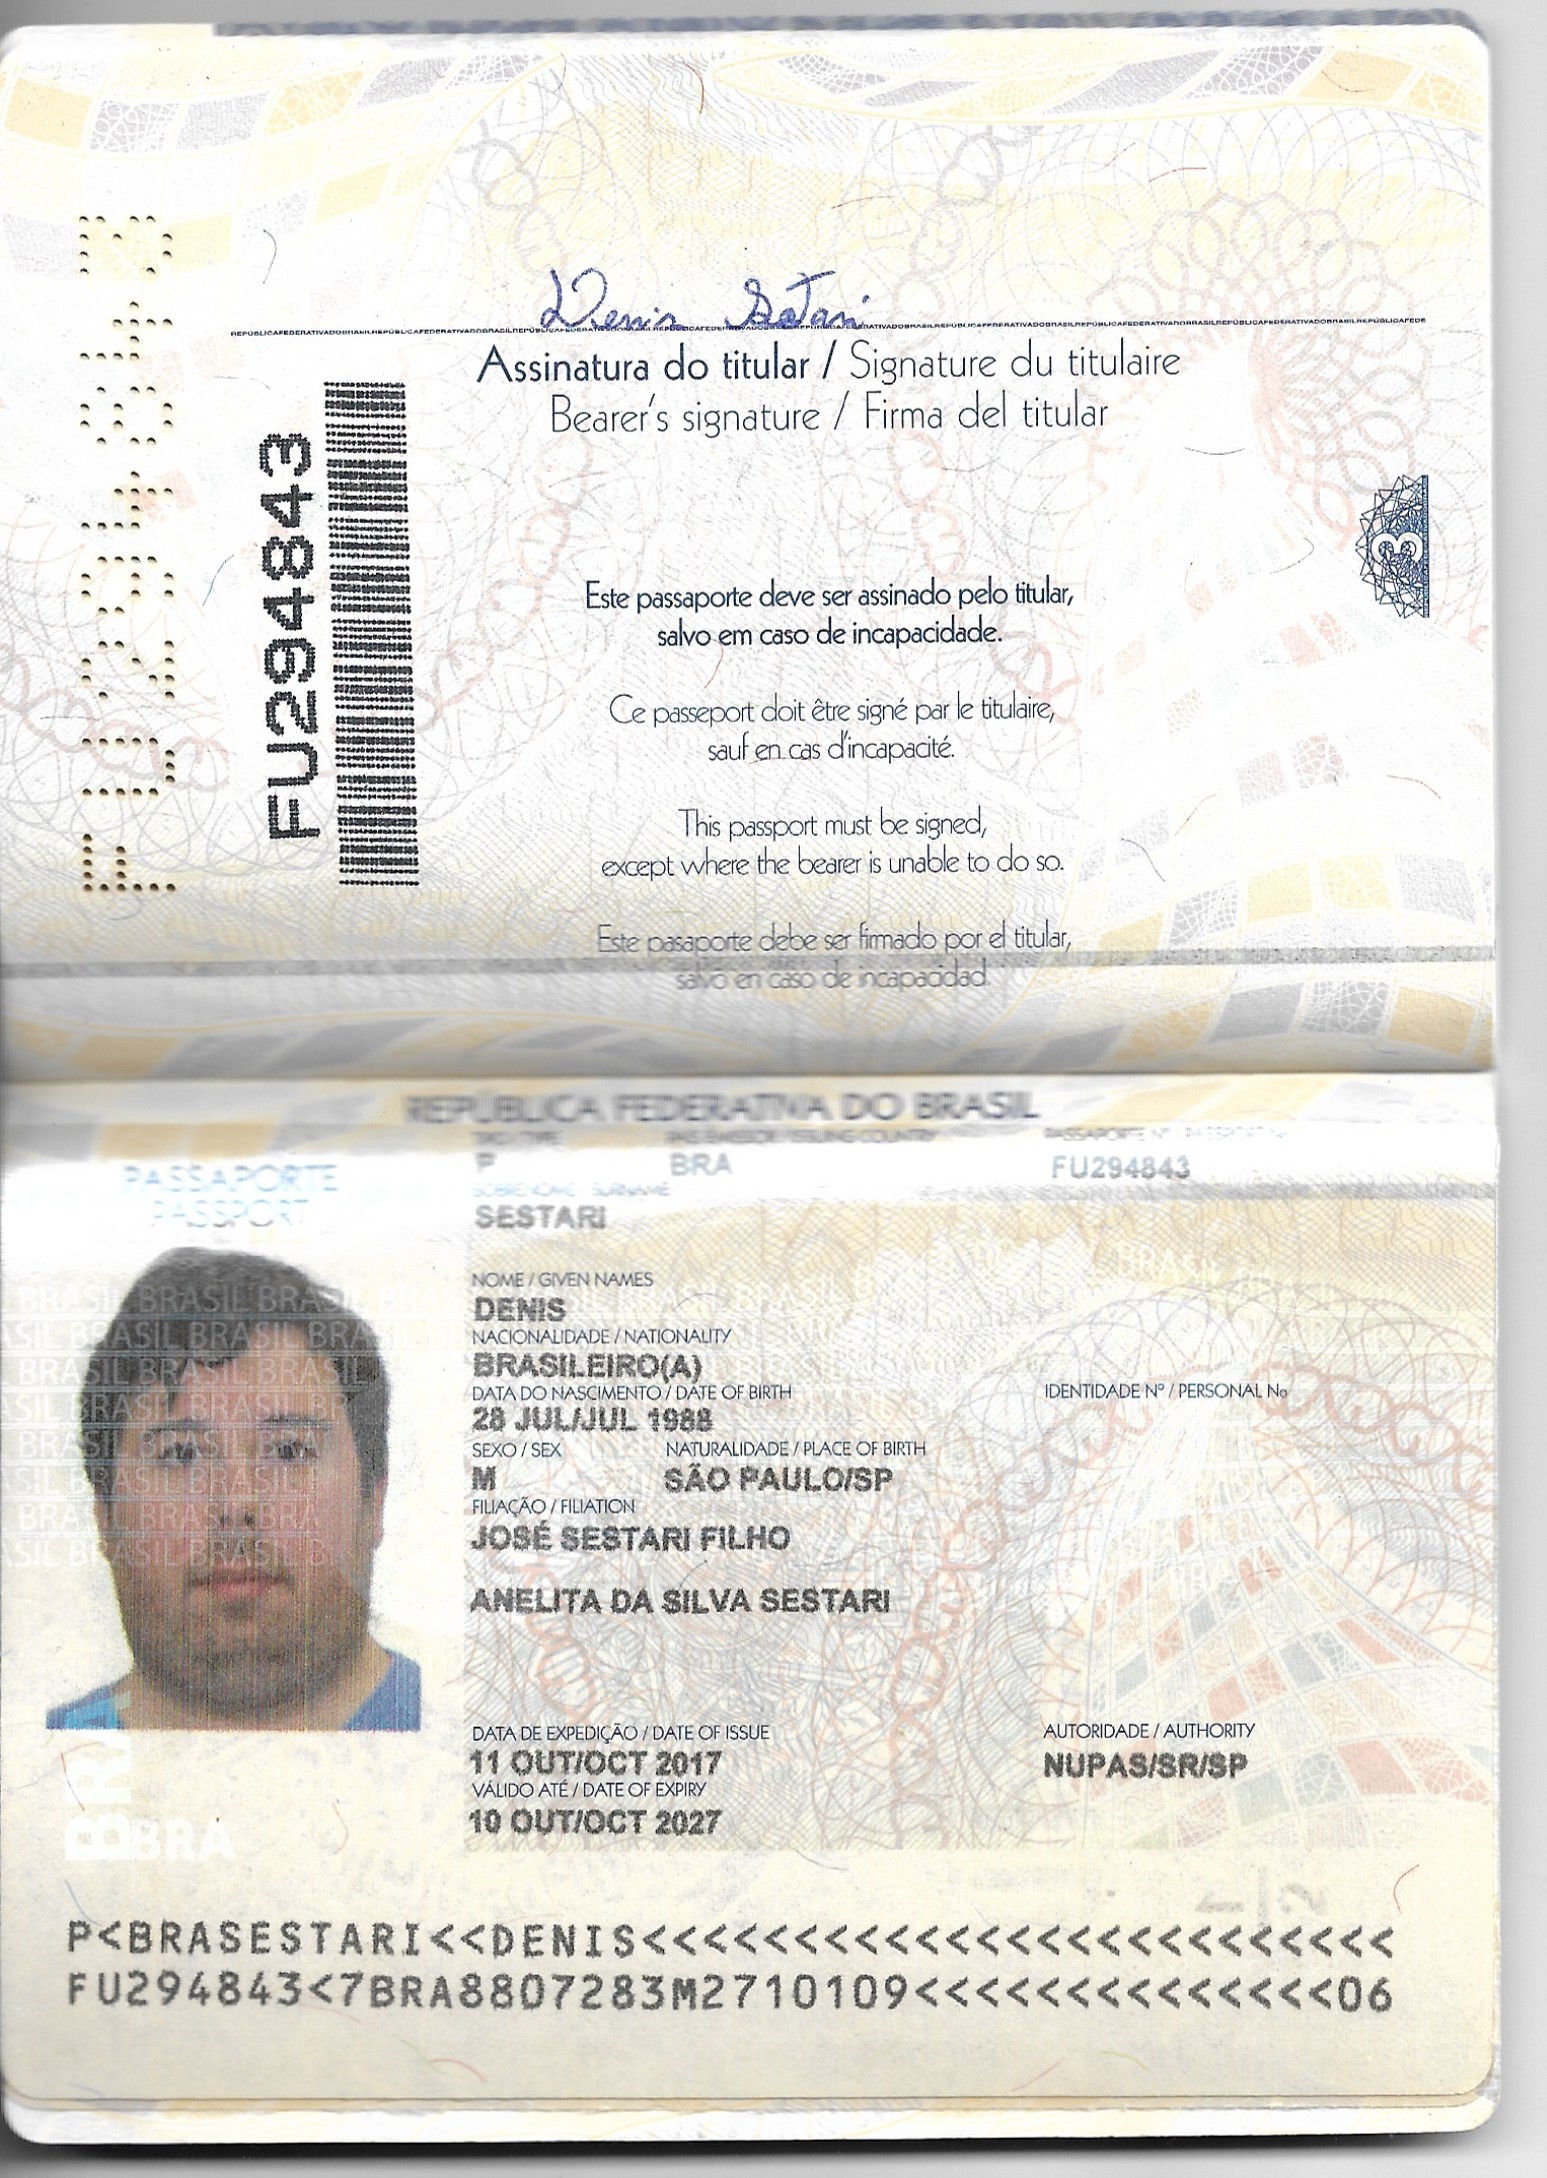 Denis Sestari
Assinatura do titular / Signature du titulaire
Bearer's signature / Firma del titular
FU294843
FU294843
3
Este passaporte deve ser assinado pelo titular,
salvo em caso de incapacidade.
Ce passeport doit être signé par le titulaire,
sauf en cas d'incapacité.
This passport must be signed,
except where the bearer is unable to do so.
Este pasaporte debe ser firmado por el titular,
salvo en caso de incapacidad.
REPÚBLICA FEDERATIVA DO BRASIL
PASSAPORTE
PASSPORT
P BRA FU294843
SOBRENOME / SURNAME
SESTARI
NOME / GIVEN NAMES
DENIS
NACIONALIDADE / NATIONALITY
BRASILEIRO(A)
DATA DO NASCIMENTO / DATE OF BIRTH IDENTIDADE Nº / PERSONAL No
28 JUL/JUL 1988
SEXO / SEX NATURALIDADE / PLACE OF BIRTH
M SÃO PAULO/SP
FILIAÇÃO / FILIATION
JOSÉ SESTARI FILHO
ANELITA DA SILVA SESTARI
DATA DE EXPEDIÇÃO / DATE OF ISSUE AUTORIDADE / AUTHORITY
11 OUT/OCT 2017 NUPAS/SR/SP
VÁLIDO ATÉ / DATE OF EXPIRY
10 OUT/OCT 2027
BRA
BRA
P<BRASESTARI<<DENIS<<<<<<<<<<<<<<<<<<<<<<<<<
FU294843<7BRA8807283M2710109<<<<<<<<<<<<<<06